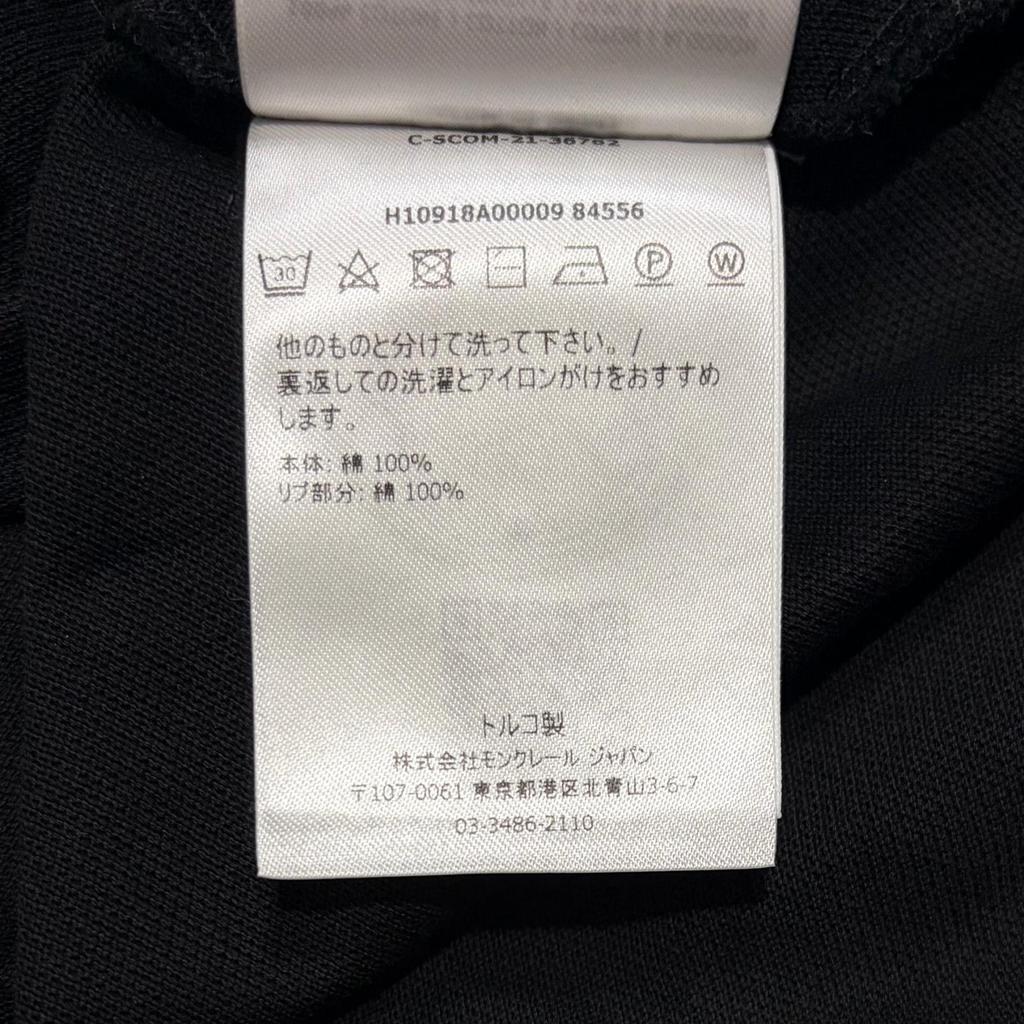 C-SCOM-21-36762
H10918A00009 84556
30 P W
他のものと分けて洗って下さい。/
裏返しての洗濯とアイロンがけをおすすめ
します。
本体: 綿 100%
リブ部分: 綿 100%
トルコ製
株式会社モンクレール ジャパン
〒107-0061 東京都港区北青山3-6-7
03-3486-2110